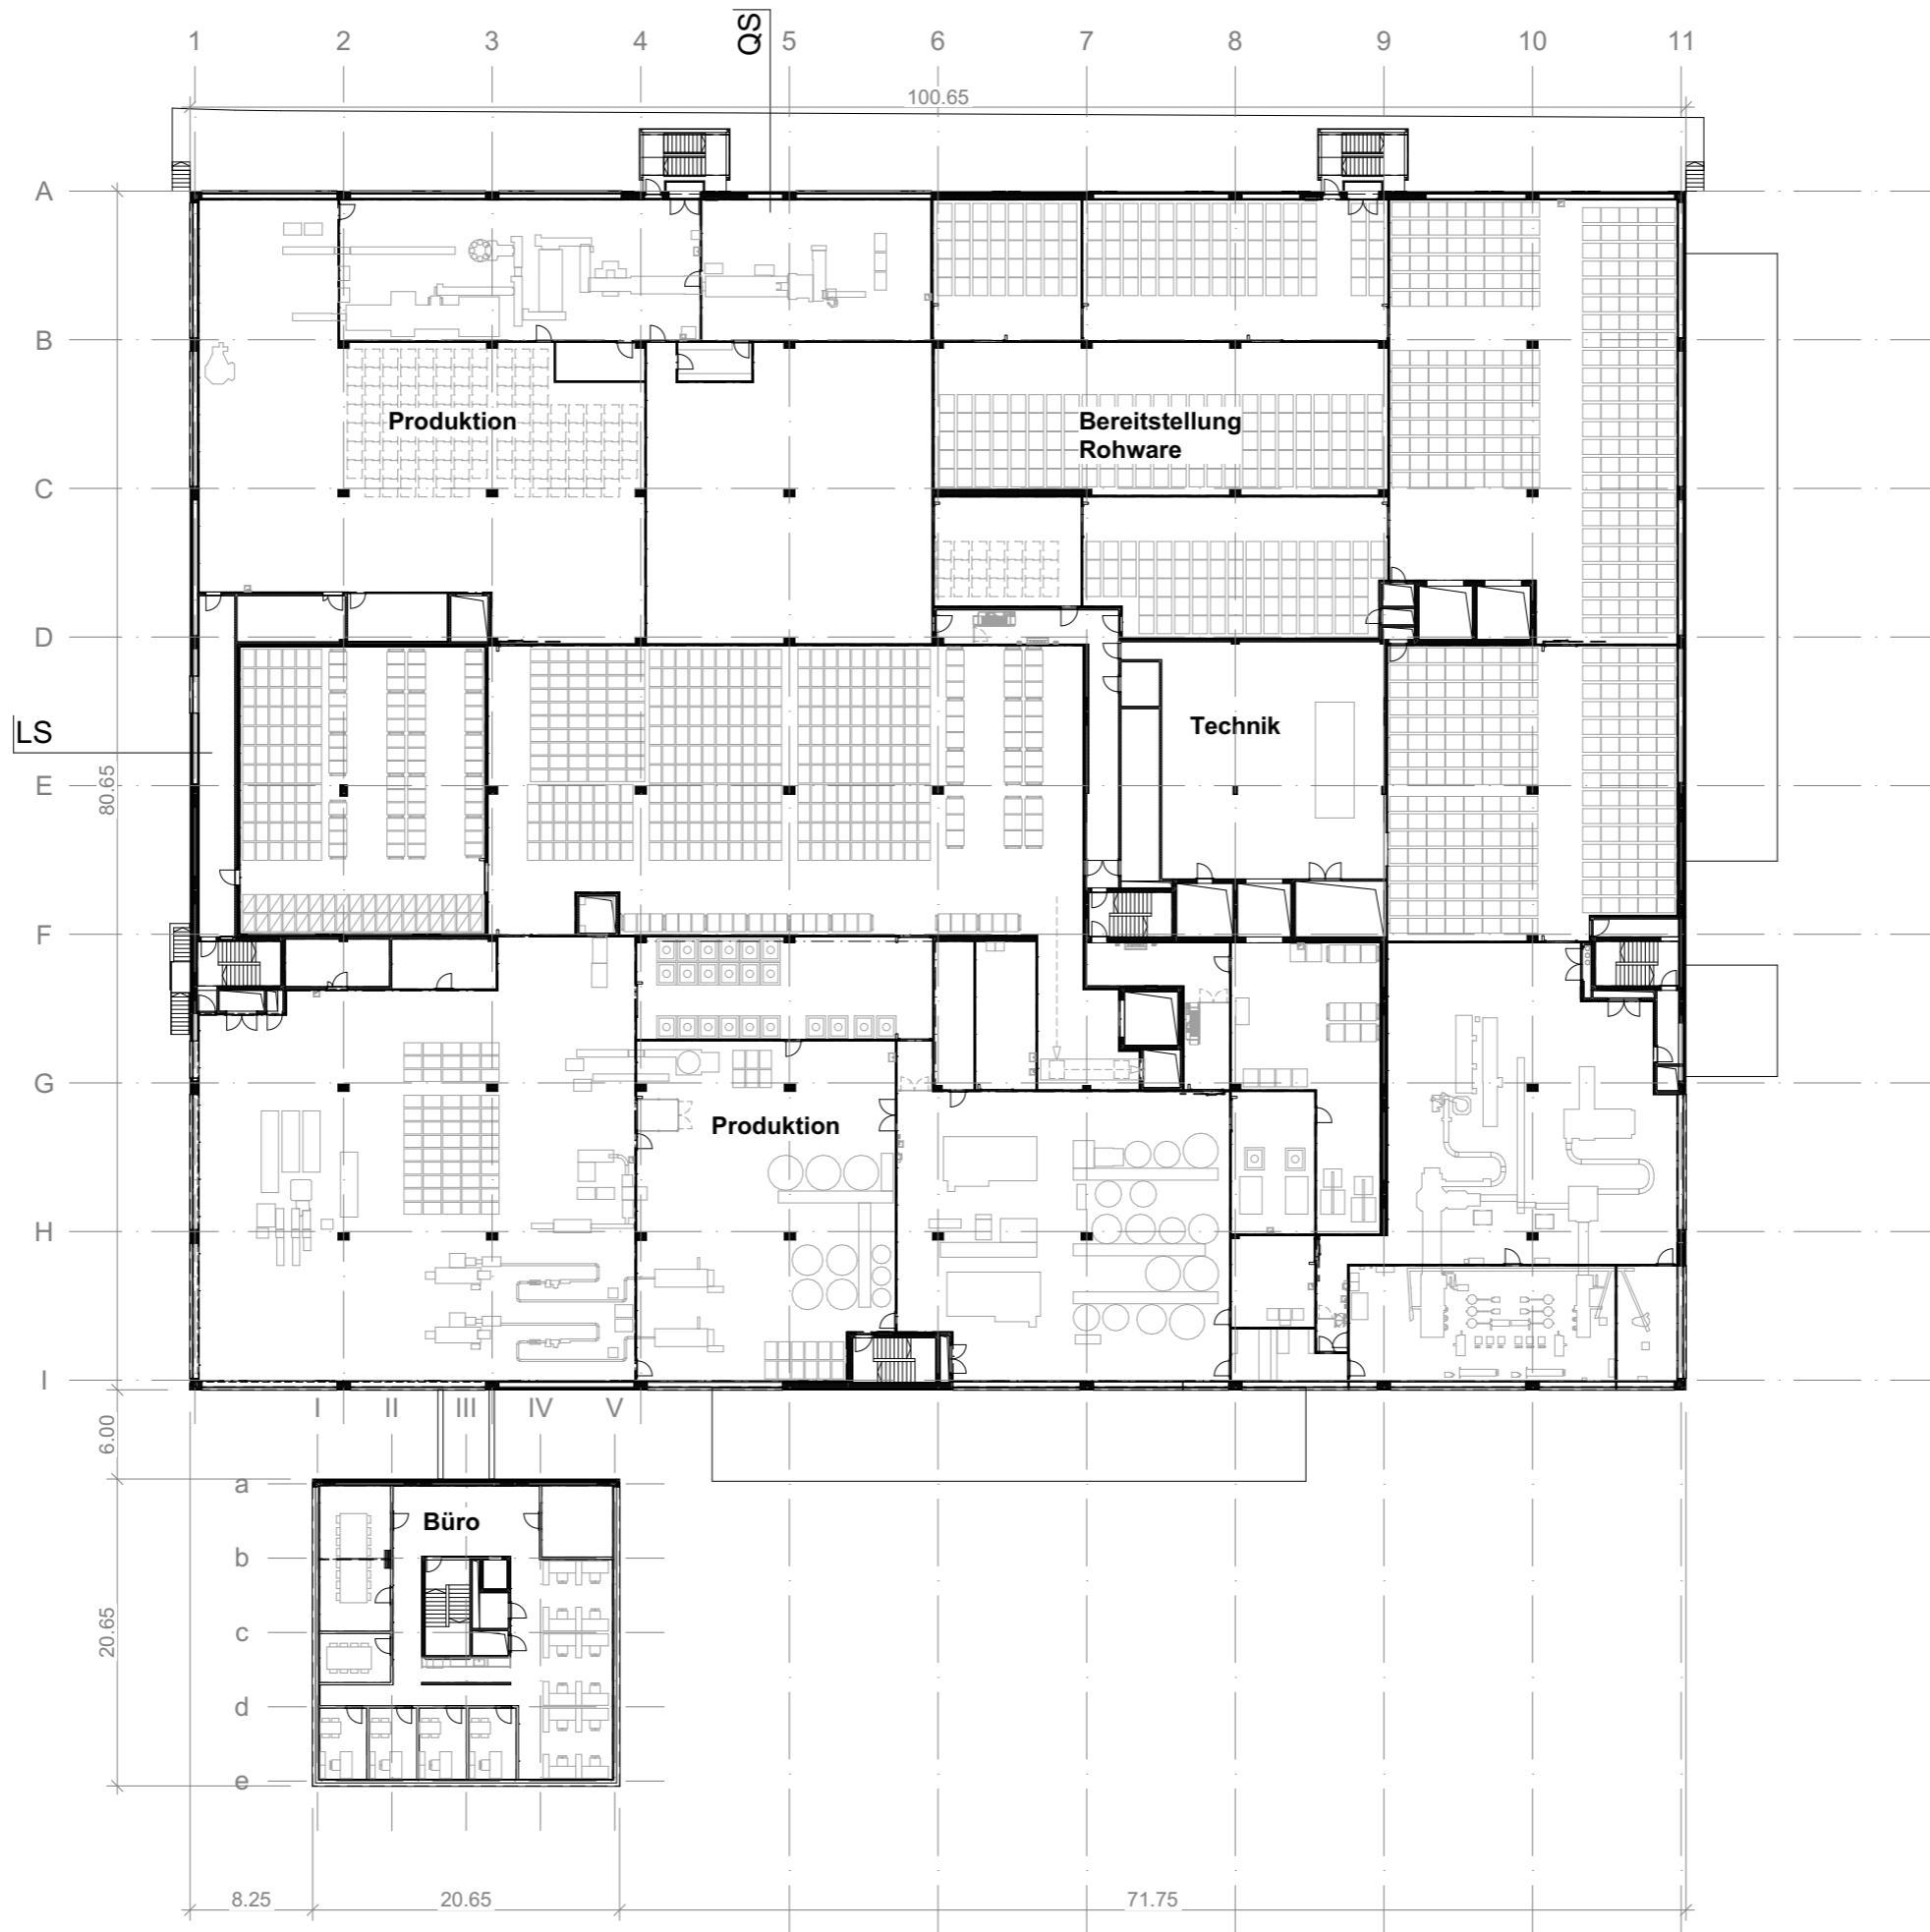 QS
1 2 3 4 5 6 7 8 9 10 11
100.65
A
B
Produktion
Bereitstellung
Rohware
C
D
LS
Technik
E
80.65
F
G
Produktion
H
I
I II III IV V
6.00
a
Büro
b
c
20.65
d
e
8.25 20.65 71.75